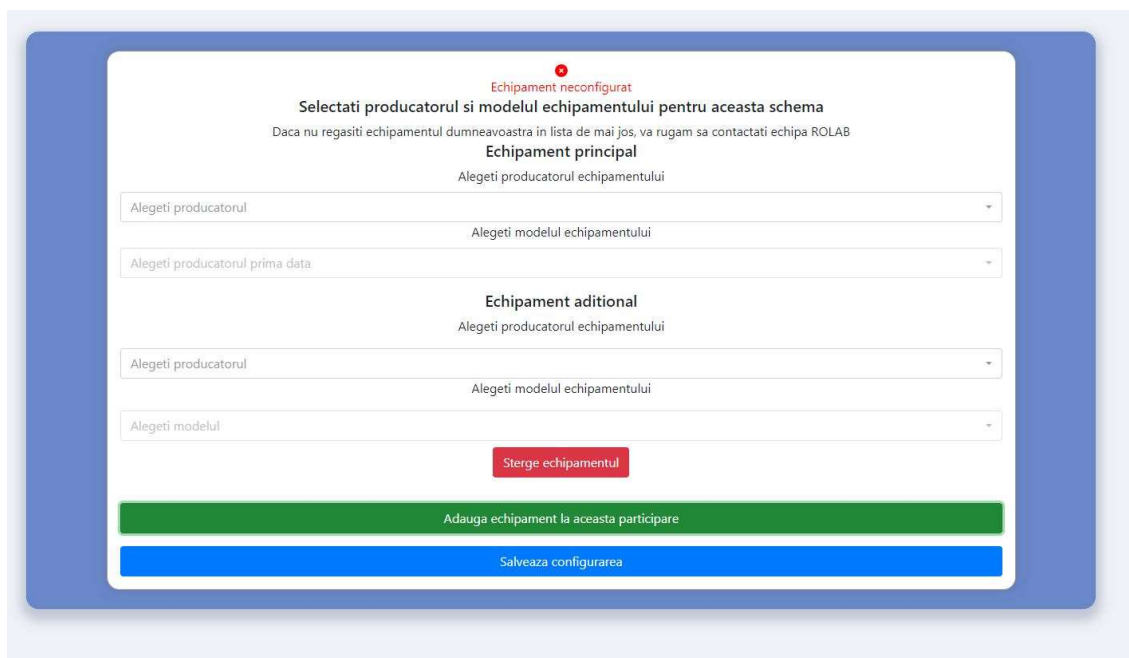 Echipament neconfigurat
Selectati producatorul si modelul echipamentului pentru aceasta schema
Daca nu regasiti echipamentul dumneavoastra in lista de mai jos, va rugam sa contactati echipa ROLAB
Echipament principal
Alegeti producatorul echipamentului
Alegeti producatorul
Alegeti modelul echipamentului
Alegeti producatorul prima data
Echipament aditional
Alegeti producatorul echipamentului
Alegeti producatorul
Alegeti modelul echipamentului
Alegeti modelul
Sterge echipamentul
Adauga echipament la aceasta participare
Salveaza configurarea